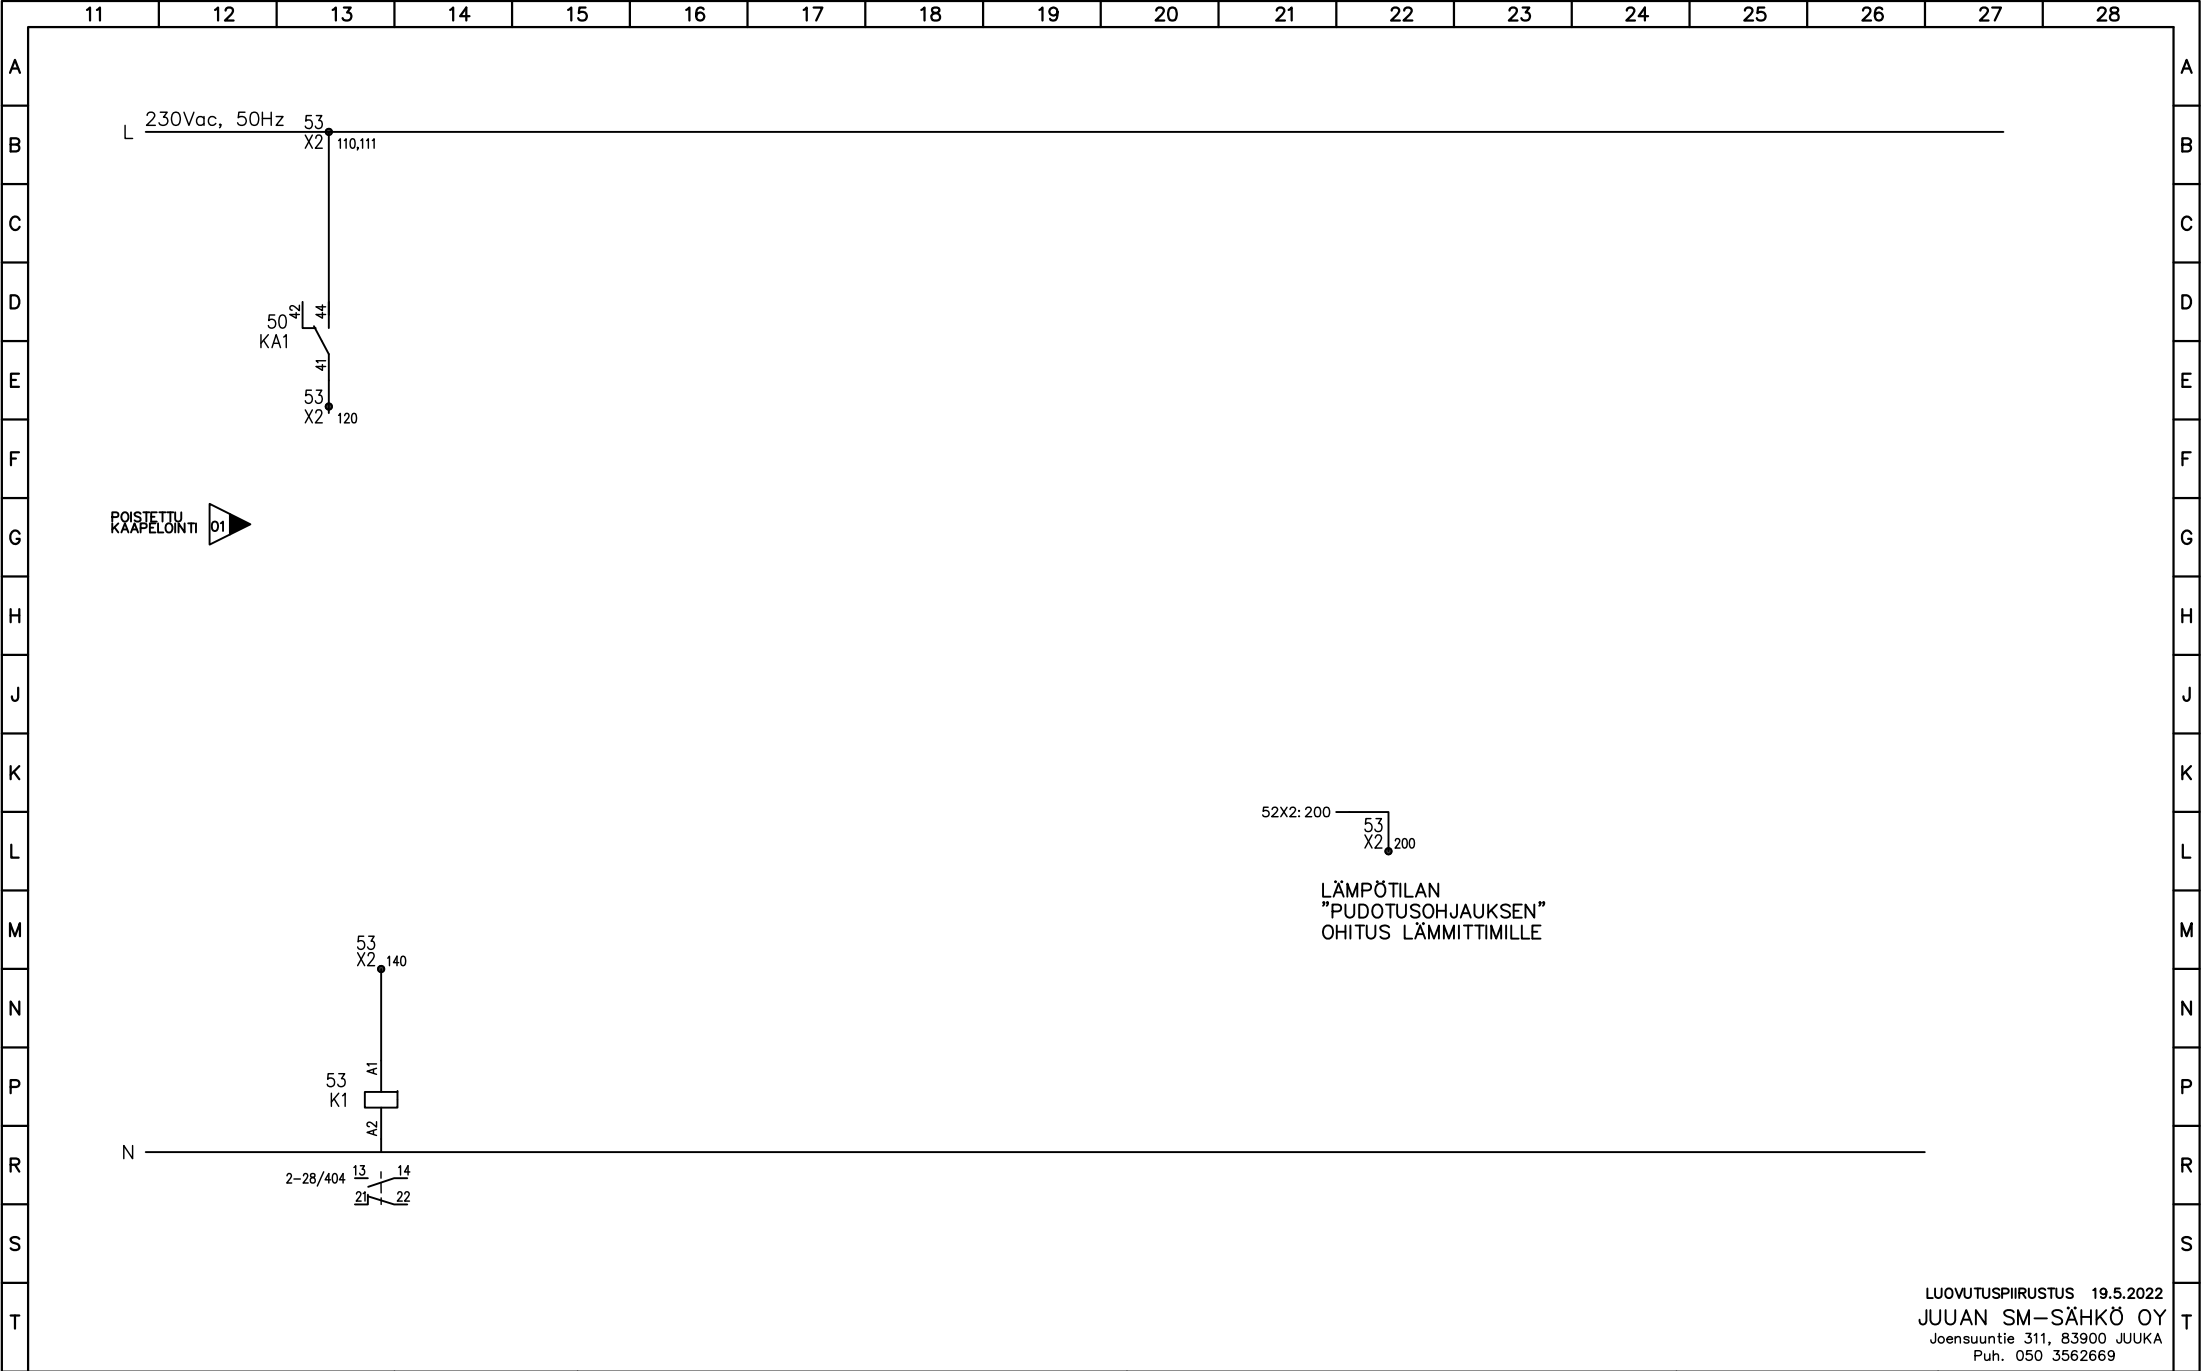 11 12 13 14 15 16 17 18 19 20 21 22 23 24 25 26 27 28
A A
L 230Vac, 50Hz 53
B X2 110,111 B
C C
D 42 44 D
50
KA1
41
E E
53
X2 120
F F
POISTETTU
KAAPELOINTI 01
G G
H H
J J
K K
52X2:200
53
X2 200
L L
LÄMPÖTILAN
"PUDOTUSOHJAUKSEN"
OHITUS LÄMMITTIMILLE
M M
53
X2 140
N N
A1
53
K1
P P
A2
N
R R
2-28/404 13 14
21 22
S S
LUOVUTUSPIIRUSTUS 19.5.2022
JUUAN SM-SÄHKÖ OY
T T
Joensuuntie 311, 83900 JUUKA
Puh. 050 3562669